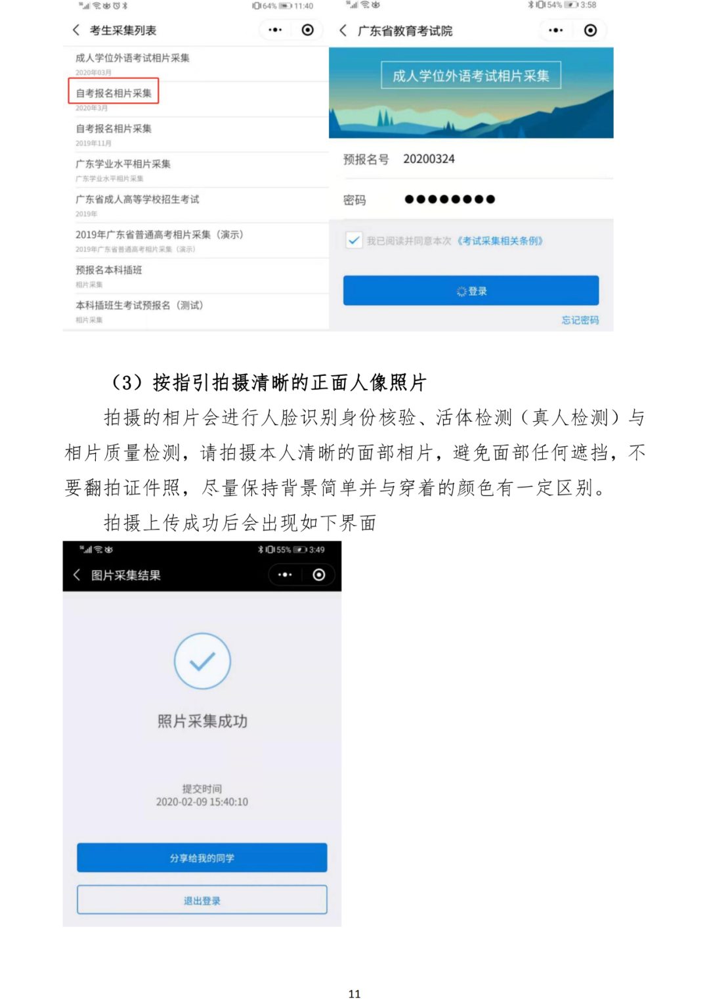 64% 11:40
考生采集列表
成人学位外语考试相片采集
2020年03月
自考报名相片采集
2020年3月
自考报名相片采集
2019年11月
广东学业水平相片采集
广东学业水平相片采集
广东省成人高等学校招生考试
2019年
2019年广东省普通高考相片采集（演示）
2019年广东省普通高考相片采集（演示）
预报名本科插班
相片采集
本科插班生考试预报名（测试）
相片采集
54% 3:58
广东省教育考试院
成人学位外语考试相片采集
预报名号 20200324
密码 ●●●●●●●●
我已阅读并同意本次《考试采集相关条例》
登录
忘记密码
（3）按指引拍摄清晰的正面人像照片
拍摄的相片会进行人脸识别身份核验、活体检测（真人检测）与
相片质量检测，请拍摄本人清晰的面部相片，避免面部任何遮挡，不
要翻拍证件照，尽量保持背景简单并与穿着的颜色有一定区别。
拍摄上传成功后会出现如下界面
55% 3:49
图片采集结果
照片采集成功
提交时间
2020-02-09 15:40:10
分享给我的同学
退出登录
11